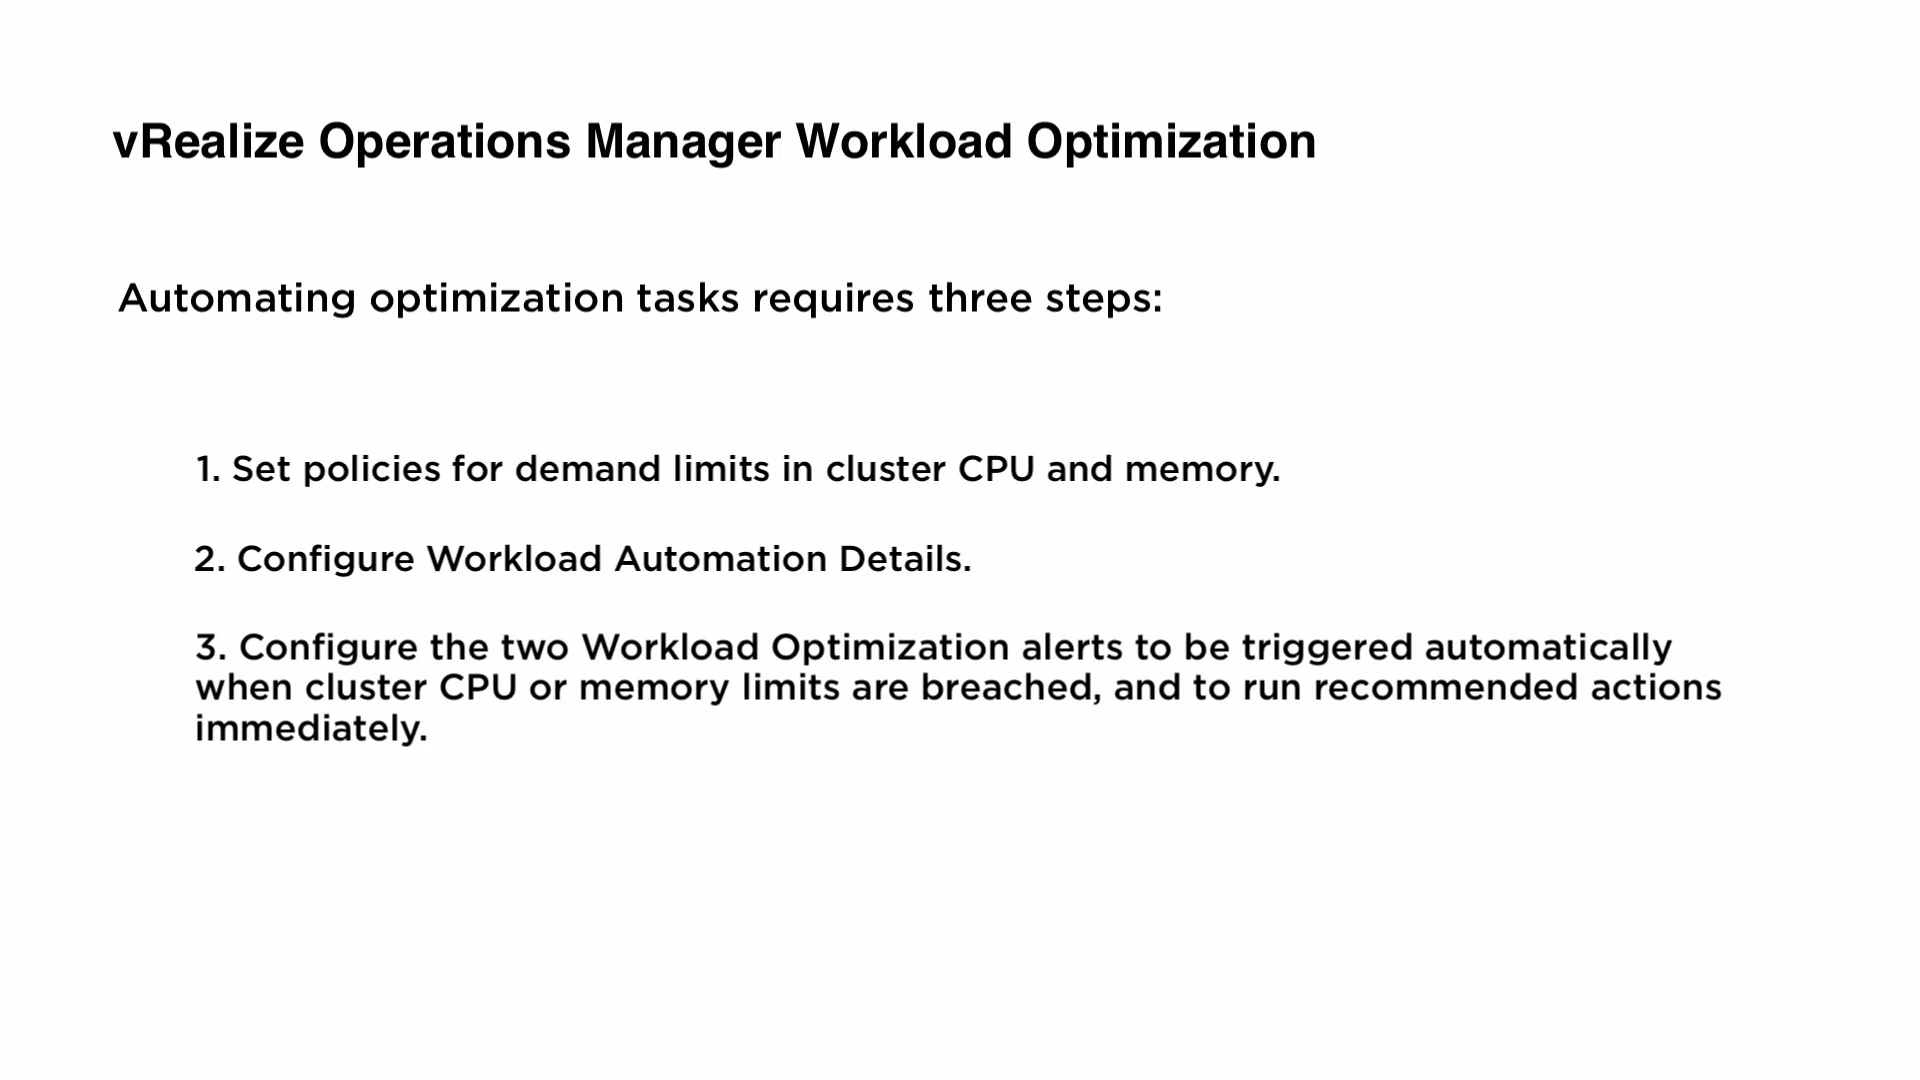 vRealize Operations Manager Workload Optimization
Automating optimization tasks requires three steps:
1. Set policies for demand limits in cluster CPU and memory.
2. Configure Workload Automation Details.
3. Configure the two Workload Optimization alerts to be triggered automatically
when cluster CPU or memory limits are breached, and to run recommended actions
immediately.